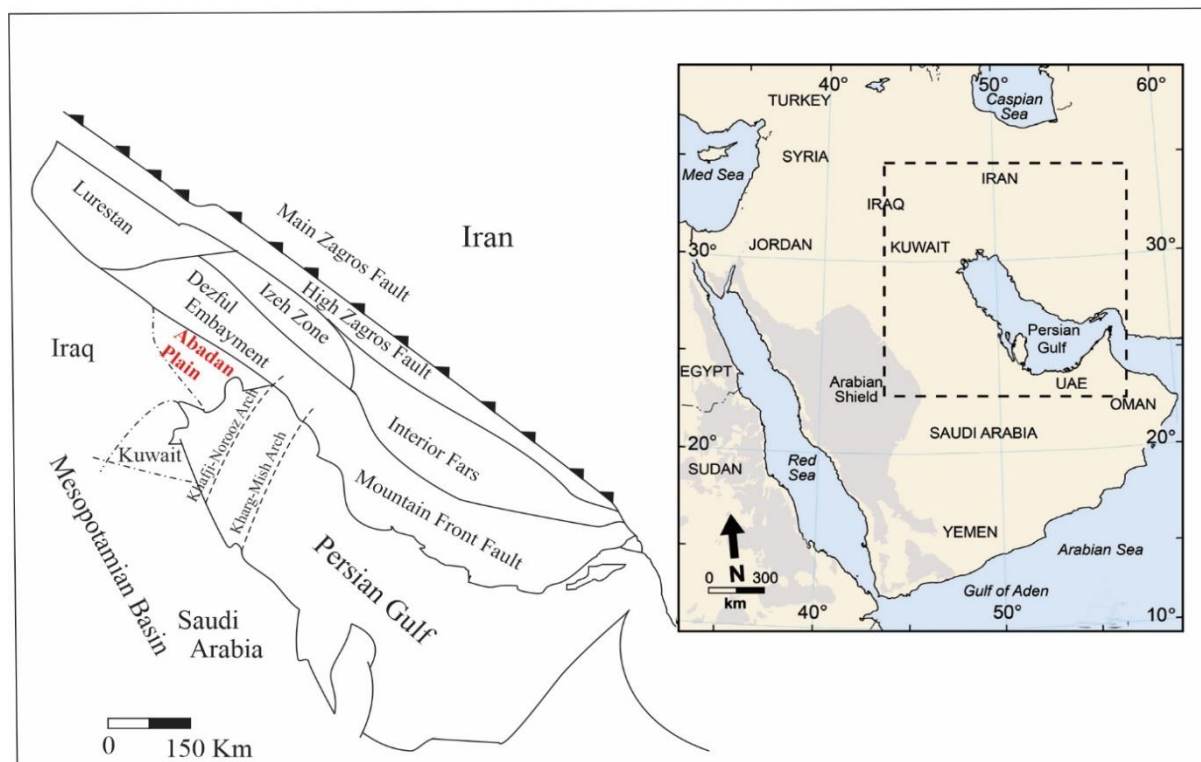 Main Zagros Fault
Iran
Lurestan
High Zagros Fault
Izeh Zone
Dezful
Embayment
Iraq
Abadan
Plain
Interior Fars
Mountain Front Fault
Khafji-Norooz Arch
Kharg-Mish Arch
Kuwait
Mesopotamian Basin
Persian Gulf
Saudi
Arabia
0 150 Km
40° 50° 60°
TURKEY
Caspian
Sea
SYRIA
Med Sea
IRAN
IRAQ
30° JORDAN KUWAIT 30°
Persian
Gulf
EGYPT
Arabian
Shield
UAE
OMAN
SAUDI ARABIA
20° 20°
SUDAN
Red
Sea
YEMEN
Arabian Sea
N
0 300
km
Gulf of Aden
40° 50° 10°